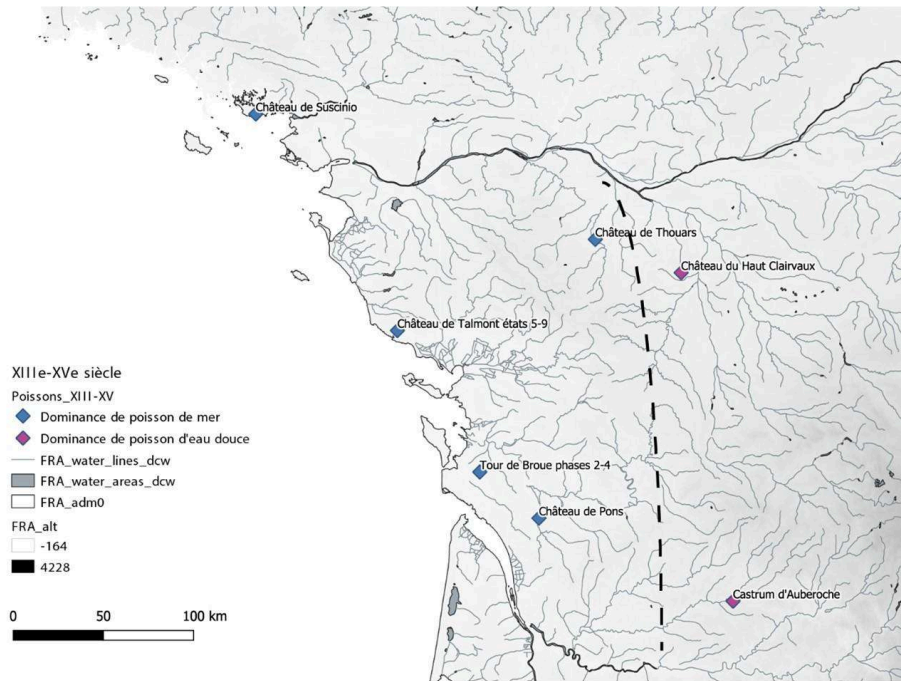 Château de Suscinio
Château de Thouars
Château du Haut Clairvaux
Château de Talmont états 5-9
XIIIe-XVe siècle
Poissons_XIII-XV
Dominance de poisson de mer
Dominance de poisson d'eau douce
FRA_water_lines_dcw
FRA_water_areas_dcw
FRA_adm0
FRA_alt
-164
4228
Tour de Broue phases 2-4
Château de Pons
Castrum d'Auberoche
0 50 100 km